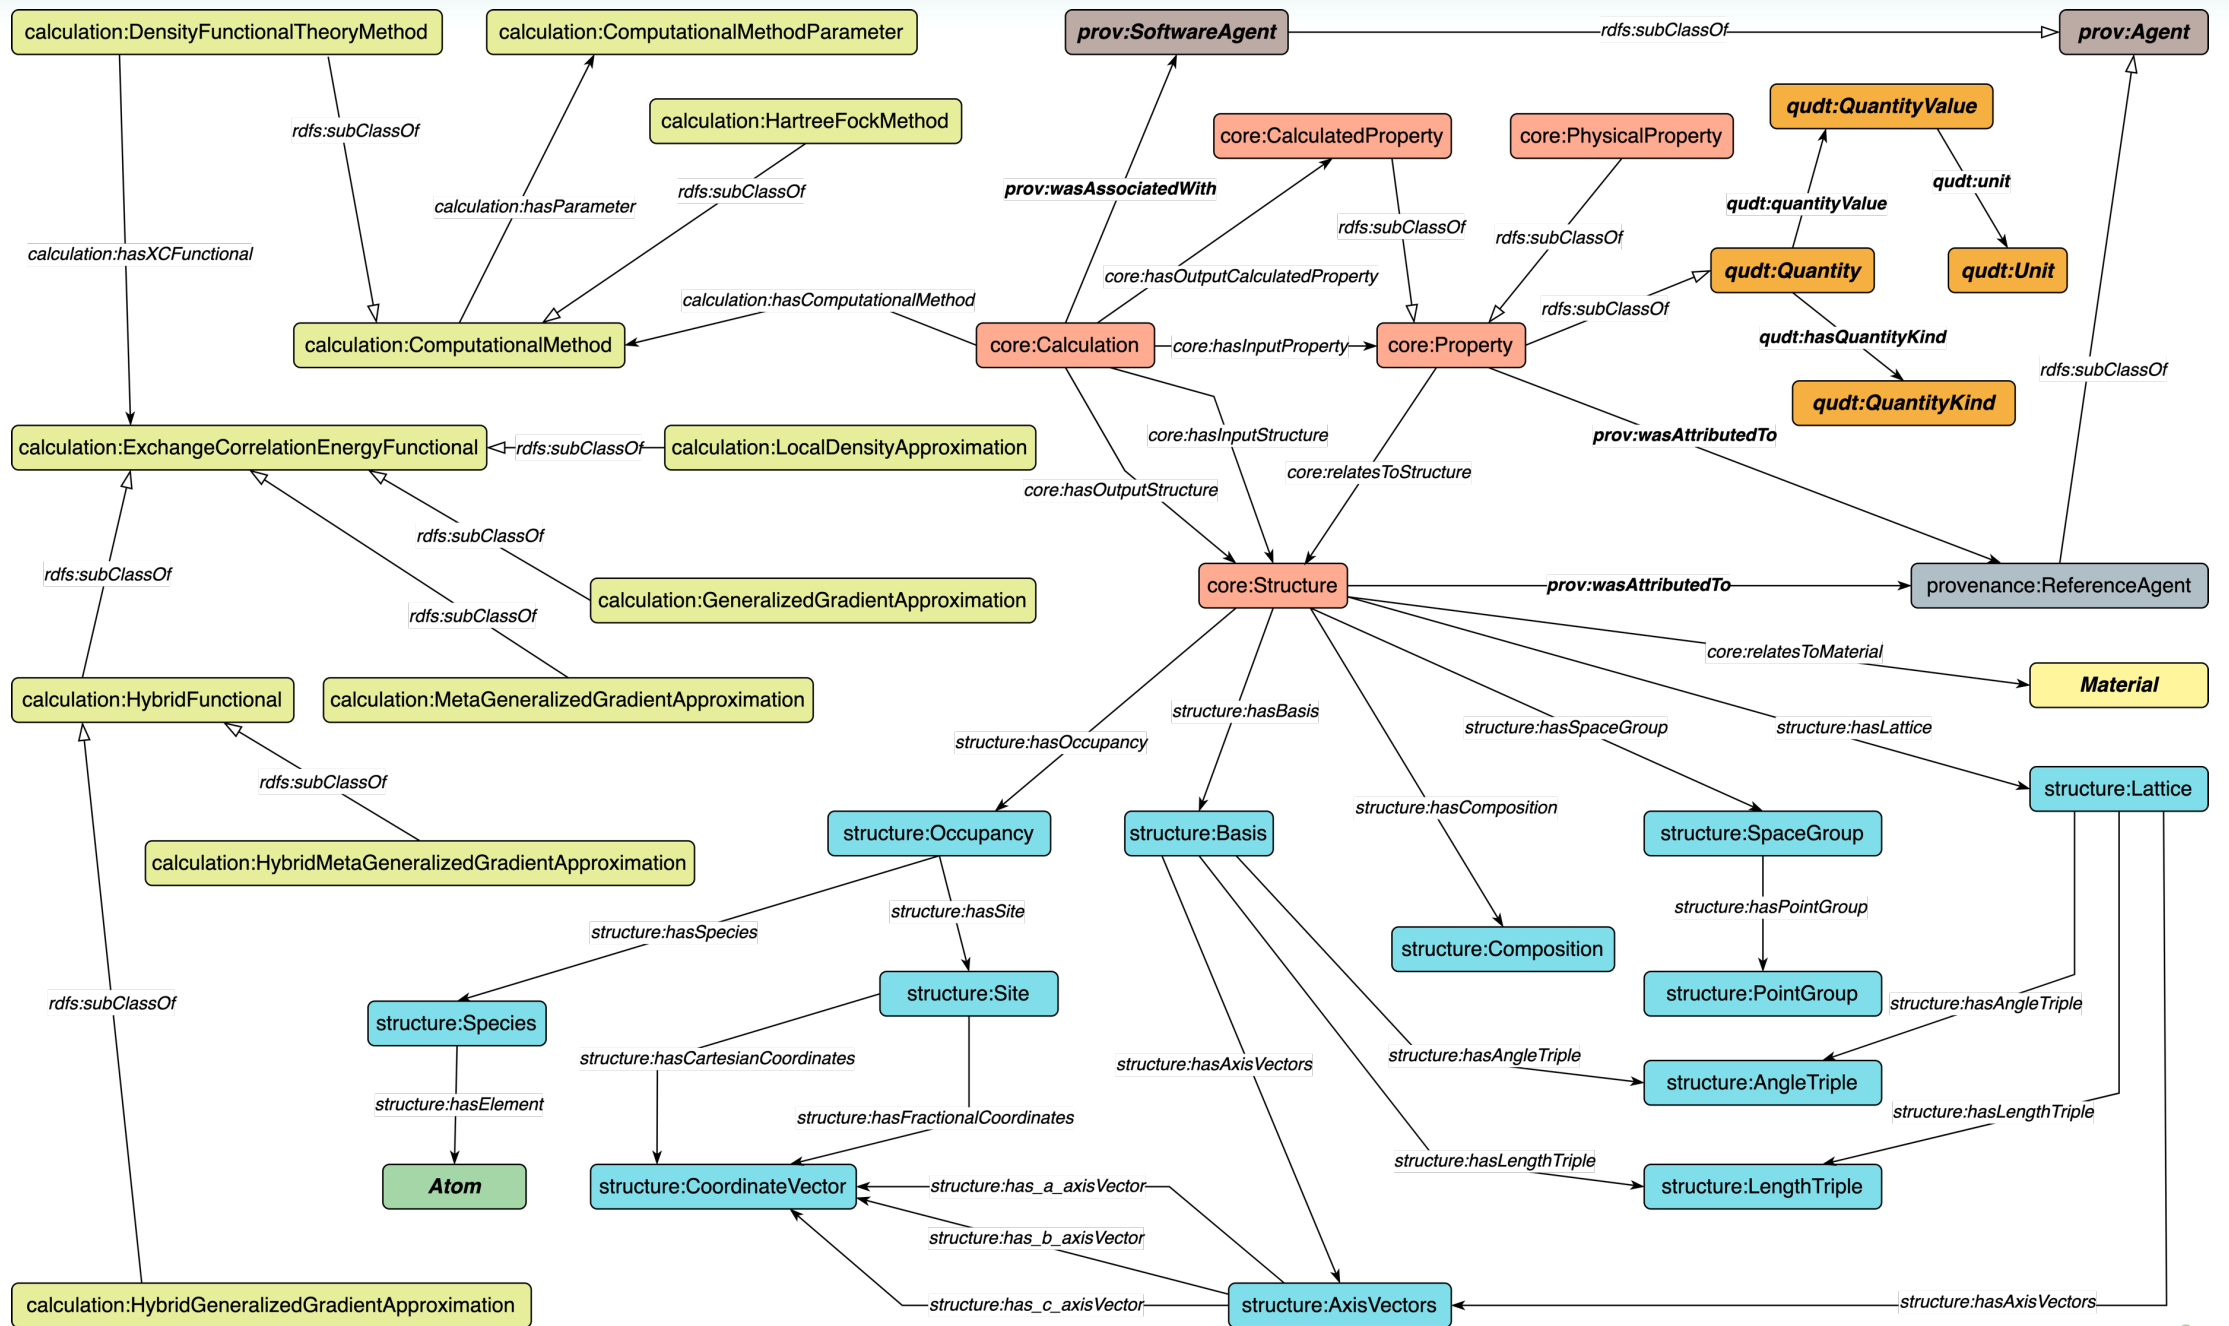 calculation:DensityFunctionalTheoryMethod
calculation:ComputationalMethodParameter
prov:SoftwareAgent
rdfs:subClassOf
prov:Agent
qudt:QuantityValue
calculation:HartreeFockMethod
rdfs:subClassOf
core:CalculatedProperty
core:PhysicalProperty
qudt:unit
rdfs:subClassOf
prov:wasAssociatedWith
calculation:hasParameter
qudt:quantityValue
rdfs:subClassOf
rdfs:subClassOf
calculation:hasXCFunctional
core:hasOutputCalculatedProperty
qudt:Quantity
qudt:Unit
calculation:hasComputationalMethod
rdfs:subClassOf
qudt:hasQuantityKind
calculation:ComputationalMethod
core:Calculation
core:hasInputProperty
core:Property
rdfs:subClassOf
qudt:QuantityKind
calculation:ExchangeCorrelationEnergyFunctional
rdfs:subClassOf
calculation:LocalDensityApproximation
core:hasInputStructure
prov:wasAttributedTo
core:relatesToStructure
core:hasOutputStructure
rdfs:subClassOf
rdfs:subClassOf
calculation:GeneralizedGradientApproximation
core:Structure
prov:wasAttributedTo
provenance:ReferenceAgent
rdfs:subClassOf
core:relatesToMaterial
Material
calculation:HybridFunctional
calculation:MetaGeneralizedGradientApproximation
structure:hasBasis
structure:hasSpaceGroup
structure:hasLattice
structure:hasOccupancy
rdfs:subClassOf
structure:Lattice
structure:hasComposition
structure:Occupancy
structure:Basis
structure:SpaceGroup
calculation:HybridMetaGeneralizedGradientApproximation
structure:hasSite
structure:hasPointGroup
structure:hasSpecies
structure:Composition
structure:Site
structure:PointGroup
rdfs:subClassOf
structure:hasAngleTriple
structure:Species
structure:hasCartesianCoordinates
structure:hasAxisVectors
structure:hasAngleTriple
structure:AngleTriple
structure:hasElement
structure:hasFractionalCoordinates
structure:hasLengthTriple
structure:hasLengthTriple
Atom
structure:CoordinateVector
structure:has_a_axisVector
structure:LengthTriple
structure:has_b_axisVector
calculation:HybridGeneralizedGradientApproximation
structure:has_c_axisVector
structure:AxisVectors
structure:hasAxisVectors